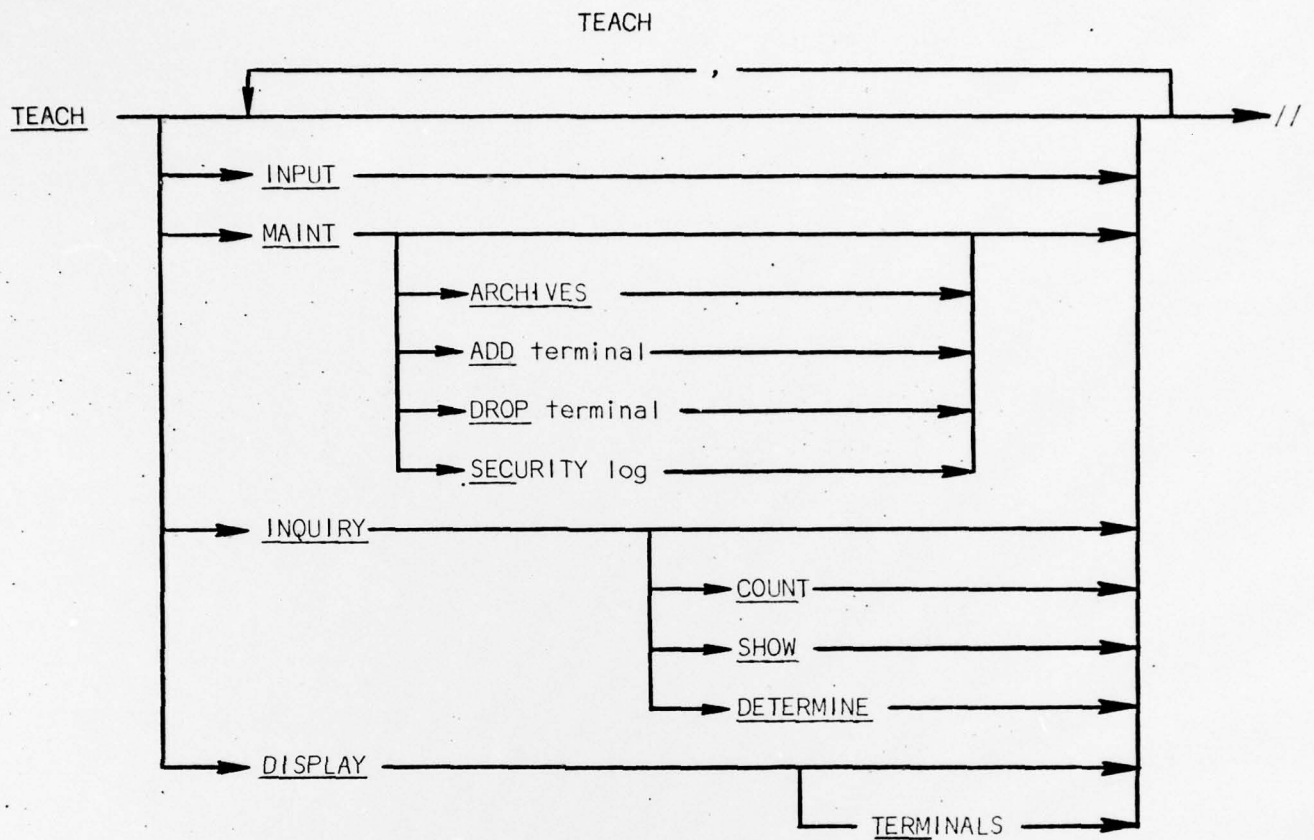 TEACH
,
TEACH //
INPUT
MAINT
ARCHIVES
ADD terminal
DROP terminal
SECURITY log
INQUIRY
COUNT
SHOW
DETERMINE
DISPLAY
TERMINALS